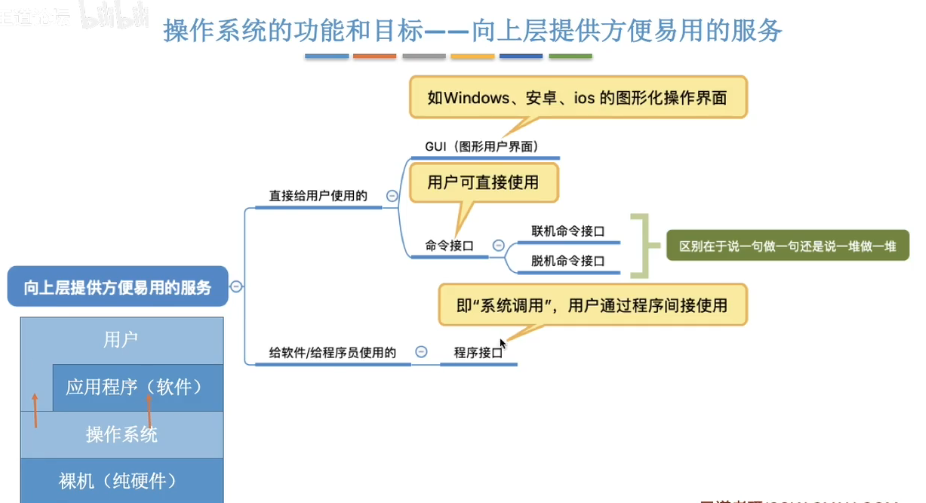 bilibili
操作系统的功能和目标——向上层提供方便易用的服务
如Windows、安卓、ios 的图形化操作界面
GUI（图形用户界面）
用户可直接使用
直接给用户使用的
命令接口
联机命令接口
脱机命令接口
区别在于说一句做一句还是说一堆做一堆
向上层提供方便易用的服务
即“系统调用”，用户通过程序间接使用
给软件/给程序员使用的
程序接口
用户
应用程序（软件）
操作系统
裸机（纯硬件）